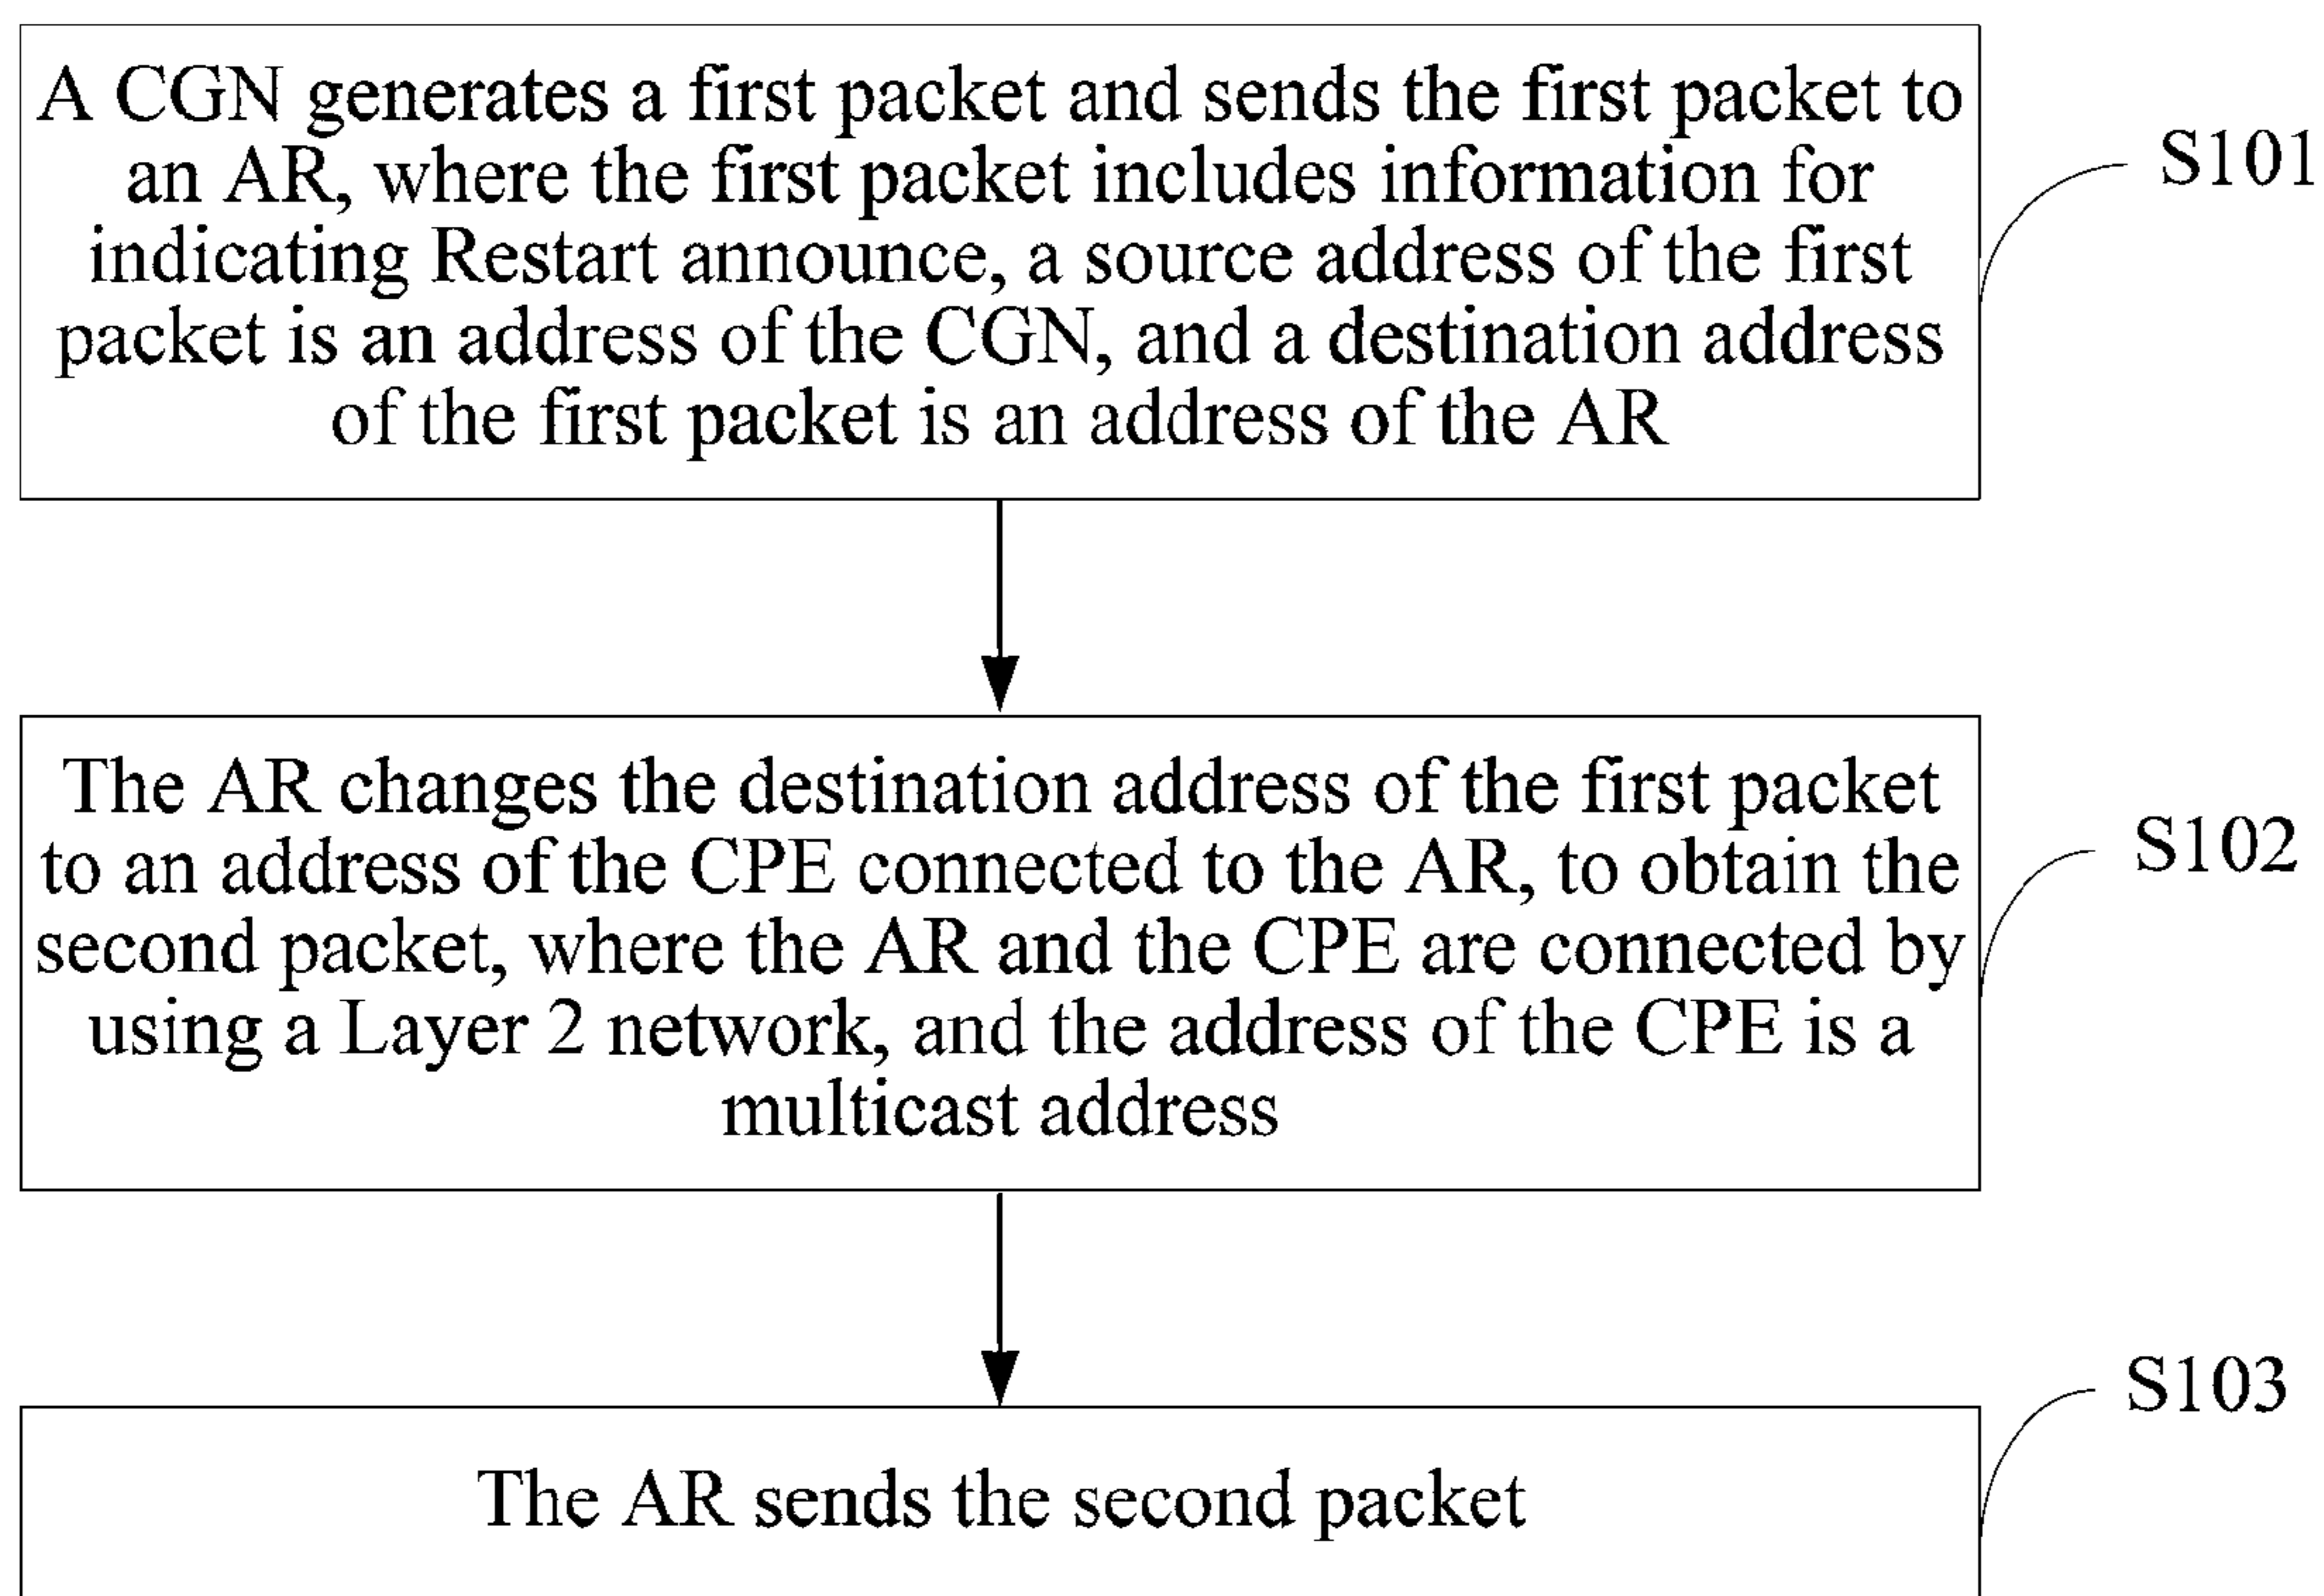 A CGN generates a first packet and sends the first packet to
an AR, where the first packet includes information for
indicating Restart announce, a source address of the first
packet is an address of the CGN, and a destination address
of the first packet is an address of the AR
S101
The AR changes the destination address of the first packet
to an address of the CPE connected to the AR, to obtain the
second packet, where the AR and the CPE are connected by
using a Layer 2 network, and the address of the CPE is a
multicast address
S102
The AR sends the second packet
S103